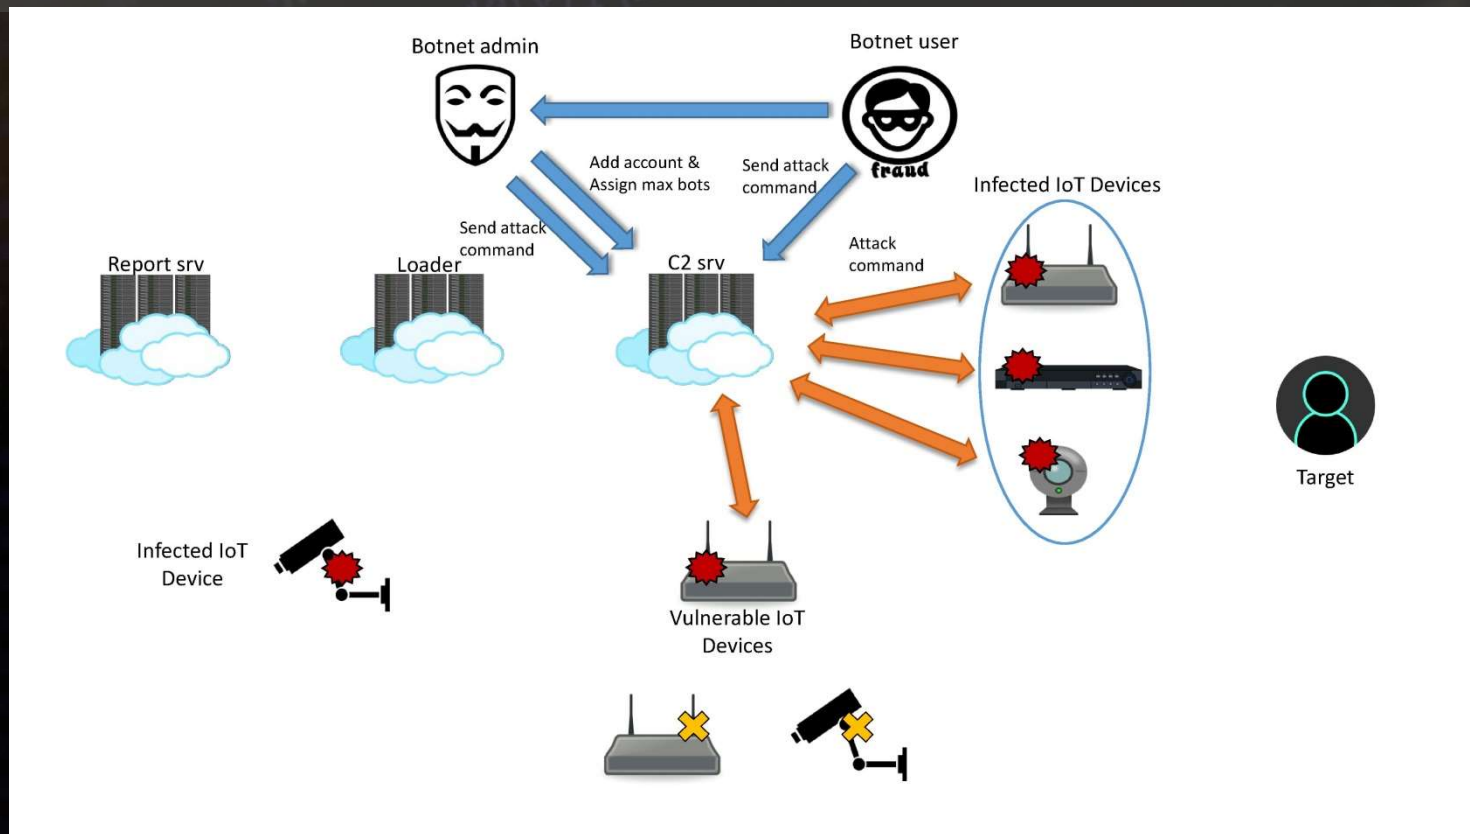 Botnet admin
Botnet user
fraud
Add account &
Assign max bots
Send attack
command
Send attack
command
Infected IoT Devices
Attack
command
Report srv
Loader
C2 srv
Target
Infected IoT
Device
Vulnerable IoT
Devices